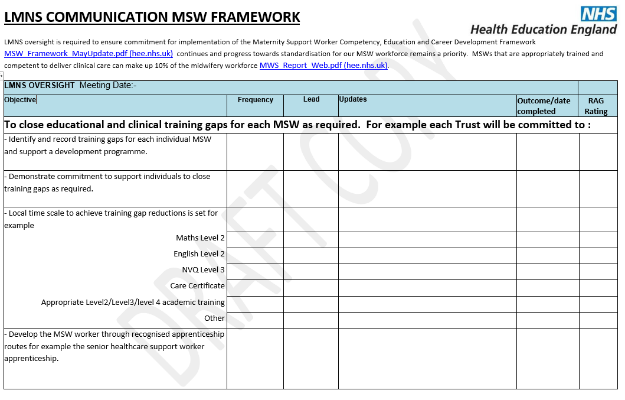 LMNS COMMUNICATION MSW FRAMEWORK
NHS
Health Education England
LMNS oversight is required to ensure commitment for implementation of the Maternity Support Worker Competency, Education and Career Development Framework
MSW_Framework_MayUpdate.pdf (hee.nhs.uk) continues and progress towards standardisation for our MSW workforce remains a priority. MSWs that are appropriately trained and
competent to deliver clinical care can make up 10% of the midwifery workforce MWS_Report_Web.pdf (hee.nhs.uk).
LMNS OVERSIGHT Meeting Date:-
Objective Frequency Lead Updates Outcome/date completed RAG Rating
To close educational and clinical training gaps for each MSW as required. For example each Trust will be committed to :
- Identify and record training gaps for each individual MSW
and support a development programme.
- Demonstrate commitment to support individuals to close
training gaps as required.
- Local time scale to achieve training gap reductions is set for
example
Maths Level 2
English Level 2
NVQ Level 3
Care Certificate
Appropriate Level2/Level3/level 4 academic training
Other
- Develop the MSW worker through recognised apprenticeship
routes for example the senior healthcare support worker
apprenticeship.
DRAFT COPY